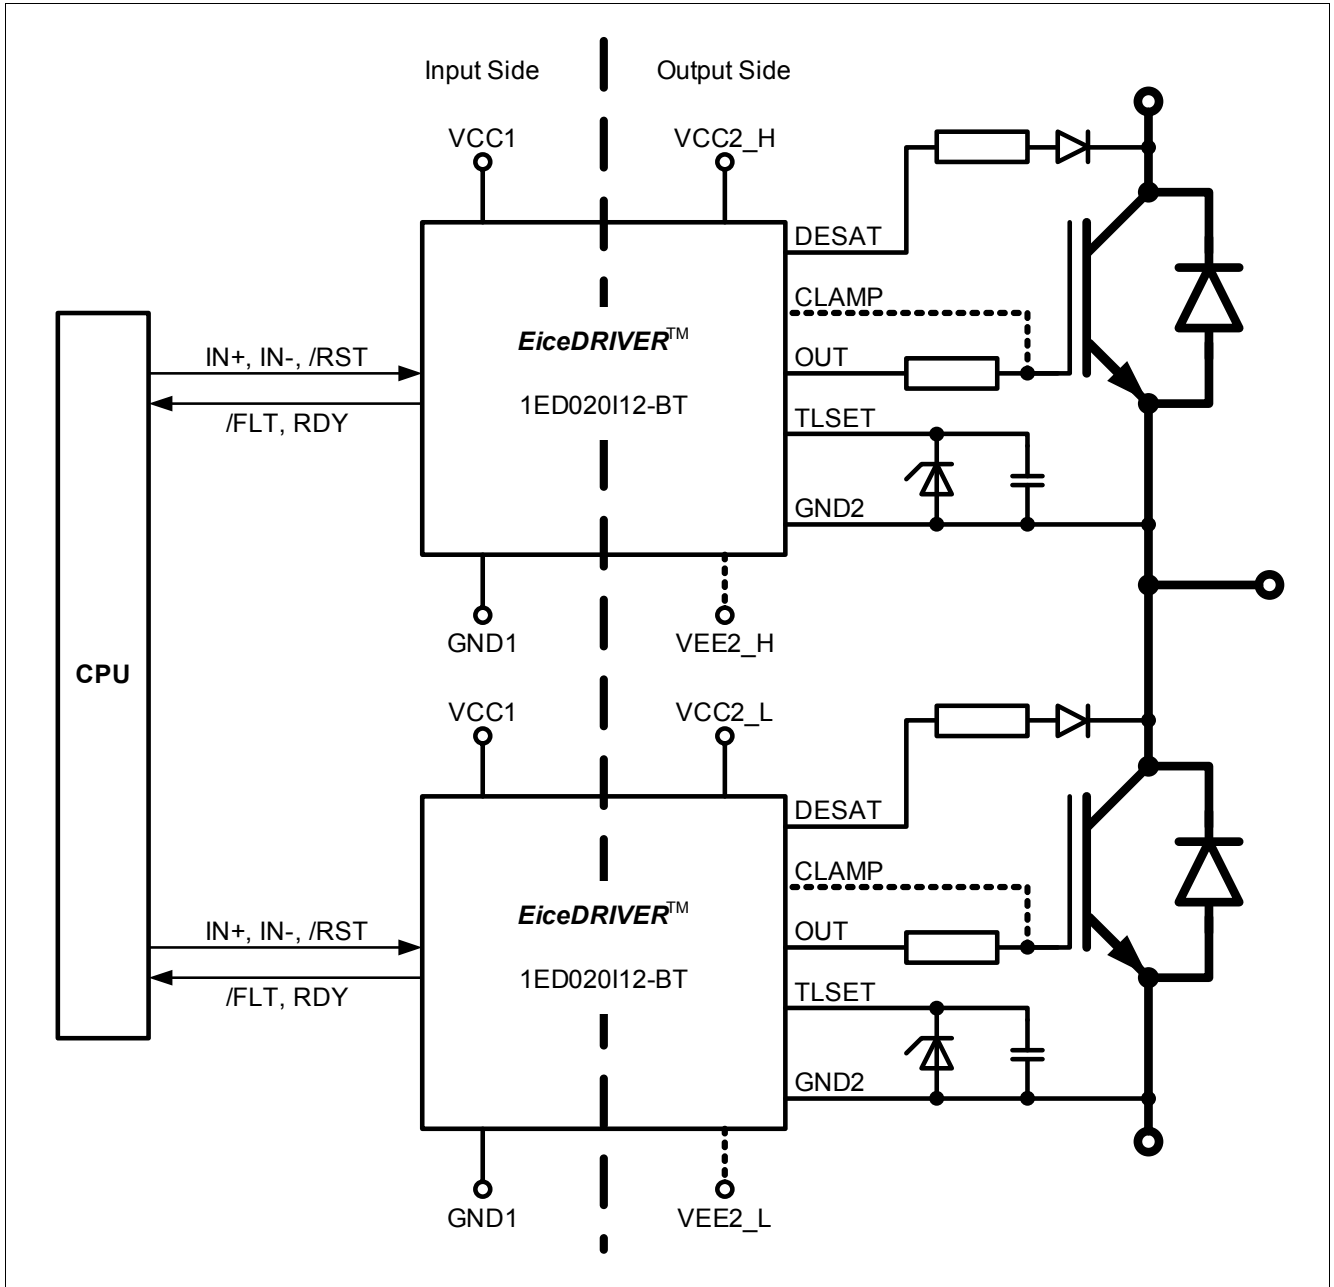 Input Side
Output Side
VCC1
VCC2_H
DESAT
CLAMP
EiceDRIVER™
OUT
IN+, IN-, /RST
1ED020I12-BT
/FLT, RDY
TLSET
GND2
GND1
VEE2_H
CPU
VCC1
VCC2_L
DESAT
CLAMP
EiceDRIVER™
OUT
IN+, IN-, /RST
1ED020I12-BT
/FLT, RDY
TLSET
GND2
GND1
VEE2_L